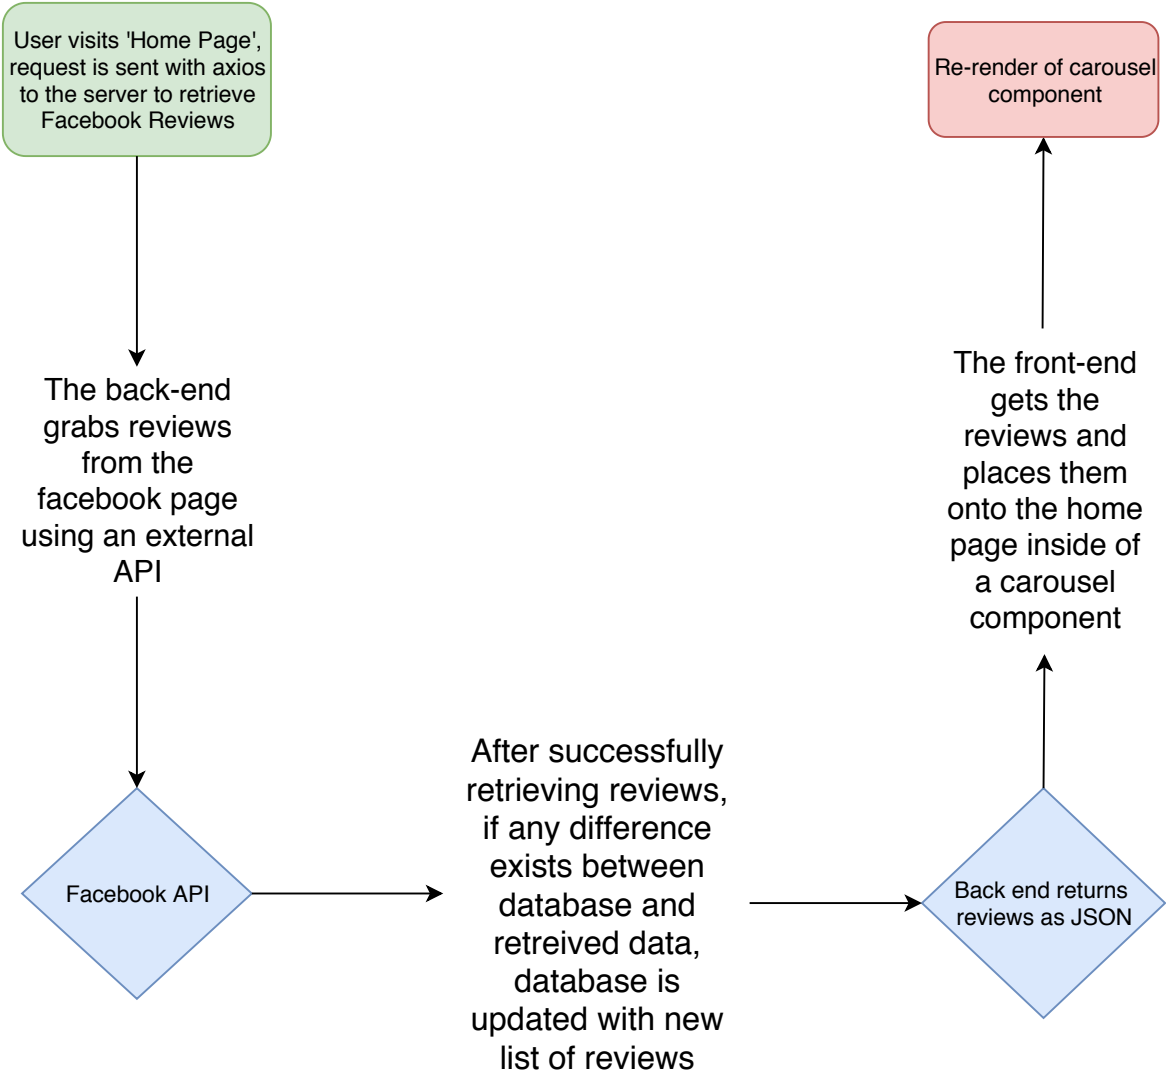 User visits 'Home Page',
request is sent with axios
to the server to retrieve
Facebook Reviews
The back-end
grabs reviews
from the
facebook page
using an external
API
Facebook API
After successfully
retrieving reviews,
if any difference
exists between
database and
retreived data,
database is
updated with new
list of reviews
Back end returns
reviews as JSON
The front-end
gets the
reviews and
places them
onto the home
page inside of
a carousel
component
Re-render of carousel
component